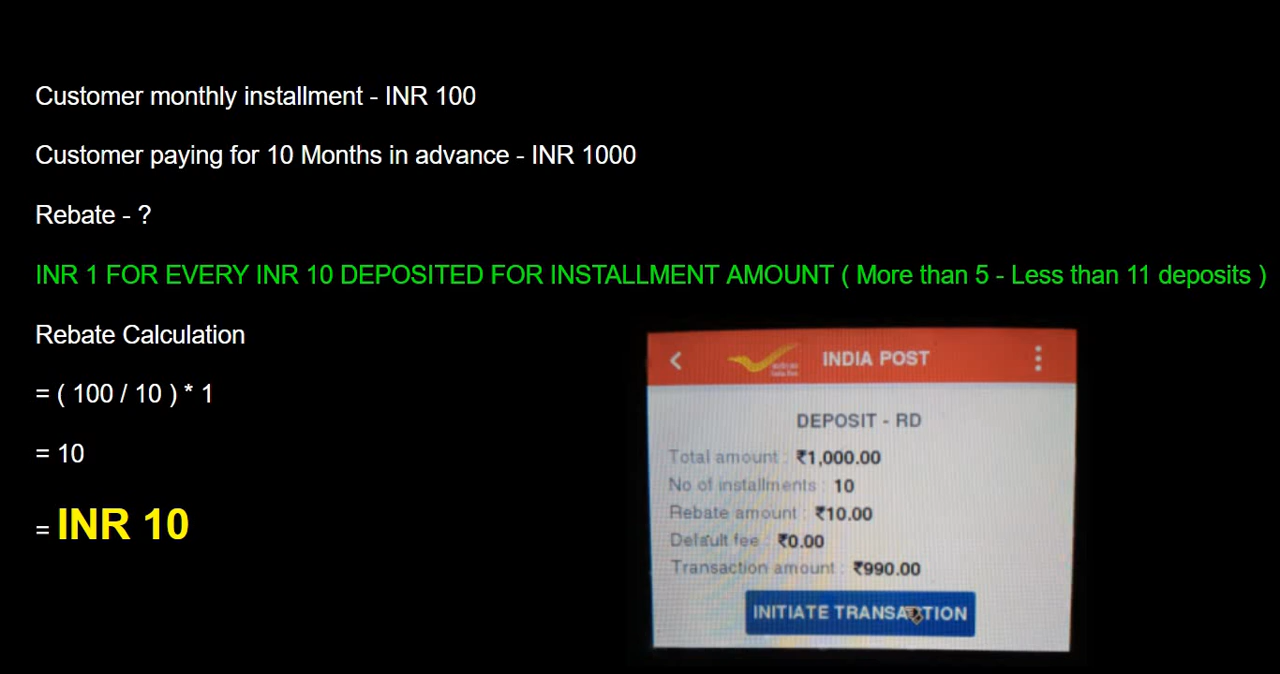 Customer monthly installment - INR 100
Customer paying for 10 Months in advance - INR 1000
Rebate - ?
INR 1 FOR EVERY INR 10 DEPOSITED FOR INSTALLMENT AMOUNT ( More than 5 - Less than 11 deposits )
Rebate Calculation
= ( 100 / 10 ) * 1
= 10
= INR 10
INDIA POST
DEPOSIT - RD
Total amount : ₹1,000.00
No of installments : 10
Rebate amount : ₹10.00
Default fee : ₹0.00
Transaction amount : ₹990.00
INITIATE TRANSACTION